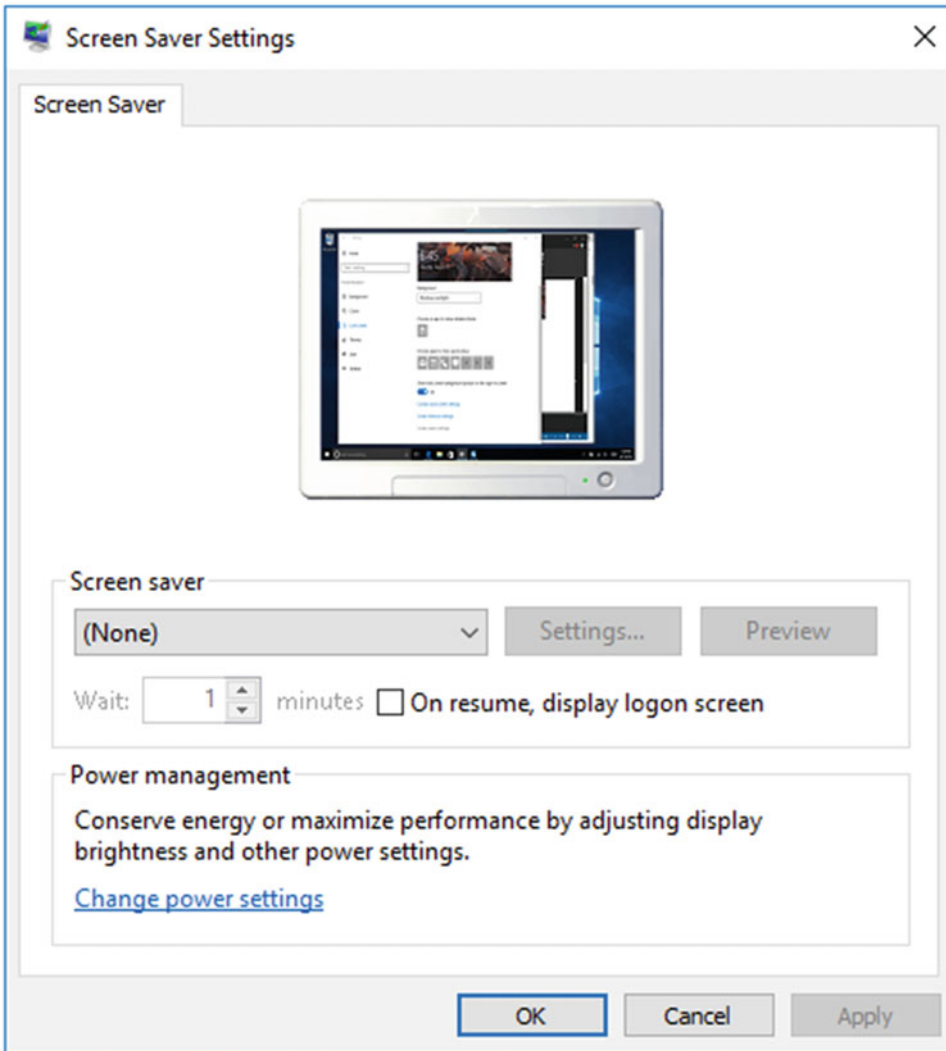 Screen Saver Settings
Screen Saver
Screen saver
(None)
Settings...
Preview
Wait: 1 minutes On resume, display logon screen
Power management
Conserve energy or maximize performance by adjusting display
brightness and other power settings.
Change power settings
OK Cancel Apply